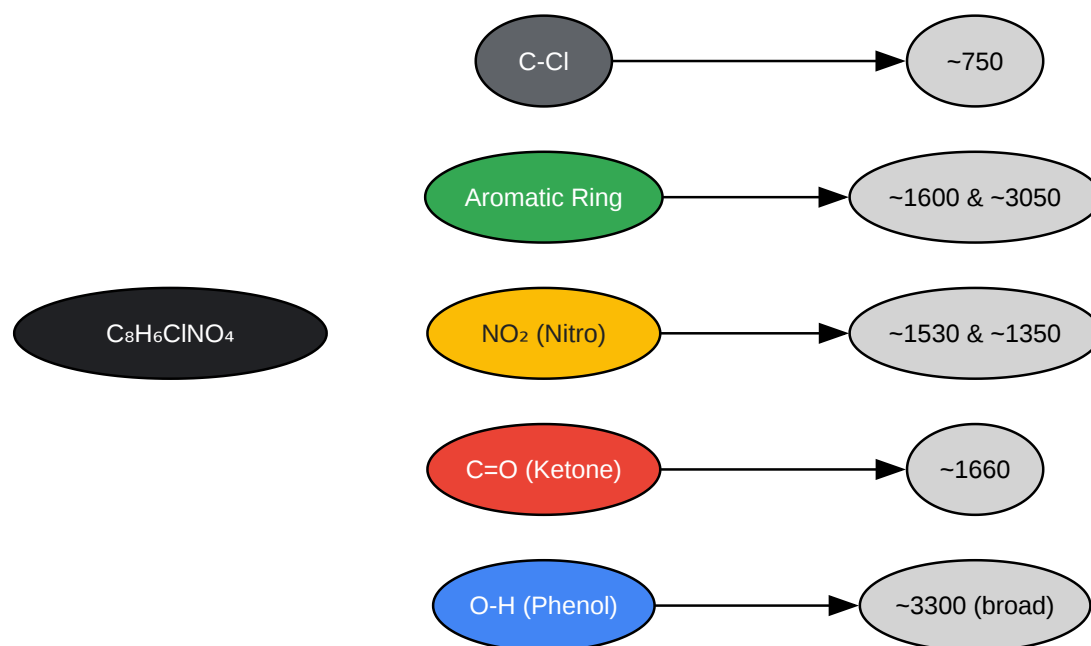 C-Cl
~750
Aromatic Ring
~1600 & ~3050
C₈H₆ClNO₄
NO₂ (Nitro)
~1530 & ~1350
C=O (Ketone)
~1660
O-H (Phenol)
~3300 (broad)